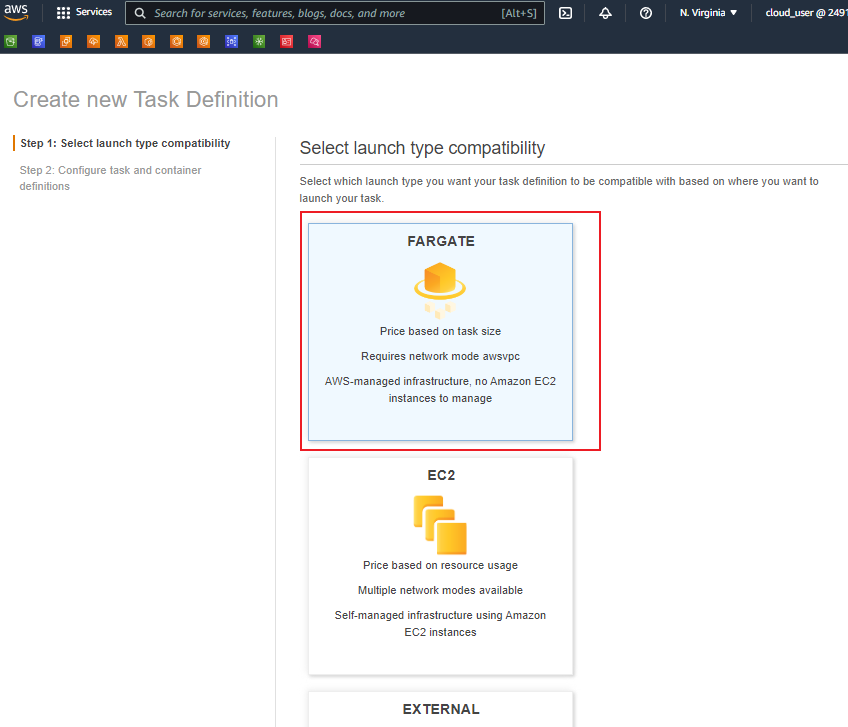 aws
Services
Search for services, features, blogs, docs, and more
[Alt+S]
N. Virginia ▼
cloud_user @ 2491
Create new Task Definition
Step 1: Select launch type compatibility
Step 2: Configure task and container
definitions
Select launch type compatibility
Select which launch type you want your task definition to be compatible with based on where you want to
launch your task.
FARGATE
Price based on task size
Requires network mode awsvpc
AWS-managed infrastructure, no Amazon EC2
instances to manage
EC2
Price based on resource usage
Multiple network modes available
Self-managed infrastructure using Amazon
EC2 instances
EXTERNAL